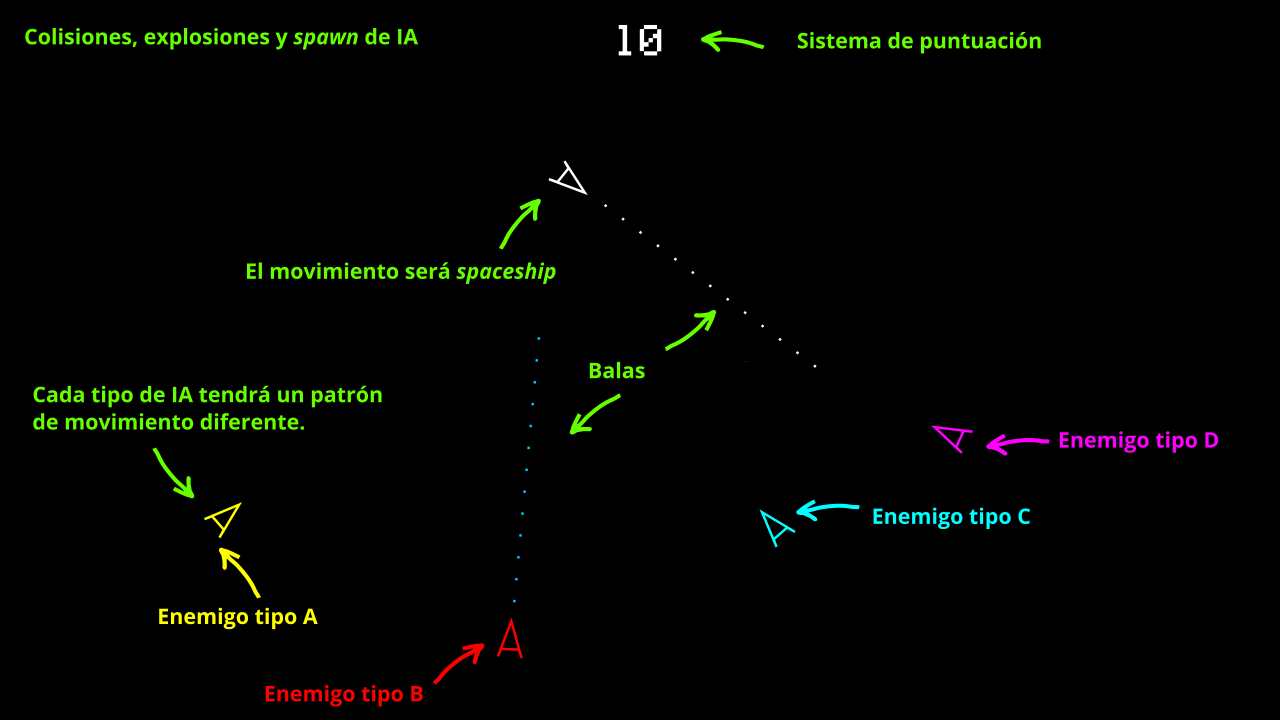 Colisiones, explosiones y spawn de IA
10
Sistema de puntuación
El movimiento será spaceship
Balas
Cada tipo de IA tendrá un patrón
de movimiento diferente.
Enemigo tipo D
Enemigo tipo C
Enemigo tipo A
Enemigo tipo B